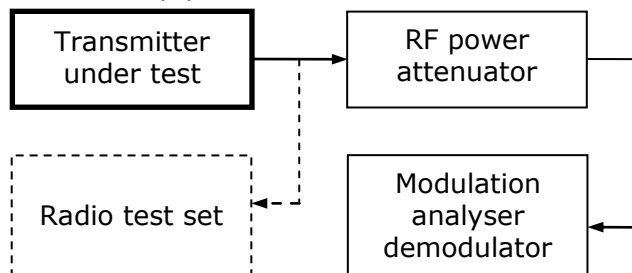 Transmitter
under test
RF power
attenuator
Radio test set
Modulation
analyser
demodulator